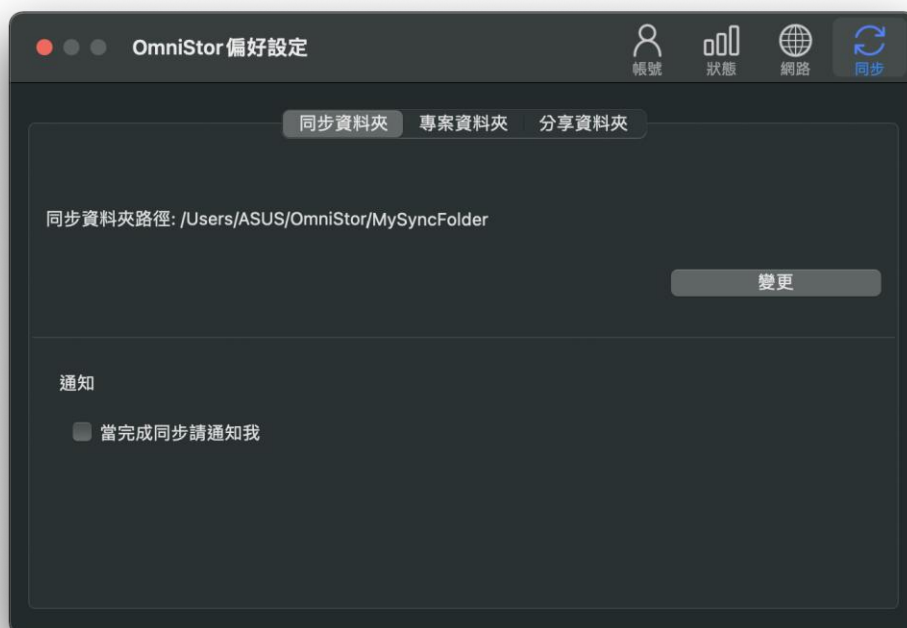 OmniStor偏好設定
帳號
狀態
網路
同步
同步資料夾 專案資料夾 分享資料夾
同步資料夾路徑: /Users/ASUS/OmniStor/MySyncFolder
變更
通知
當完成同步請通知我